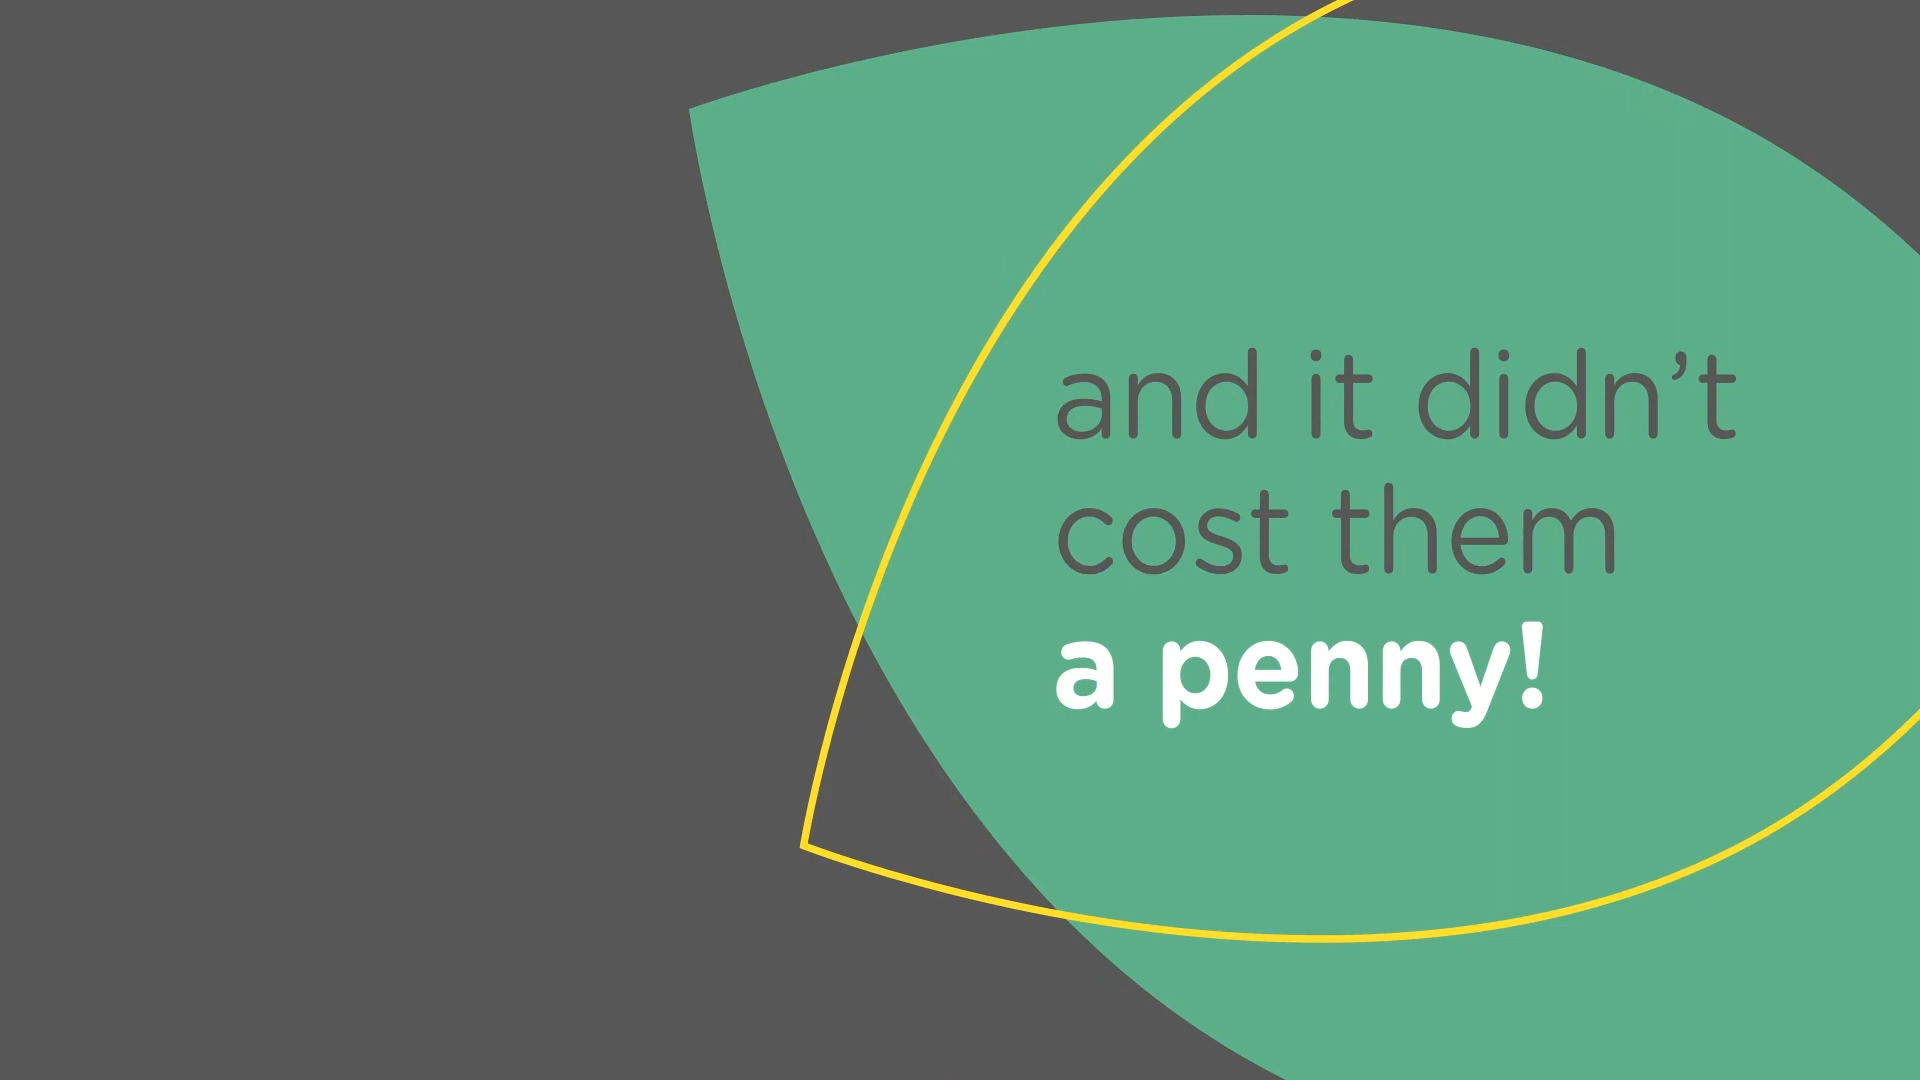 and it didn’t
cost them
a penny!